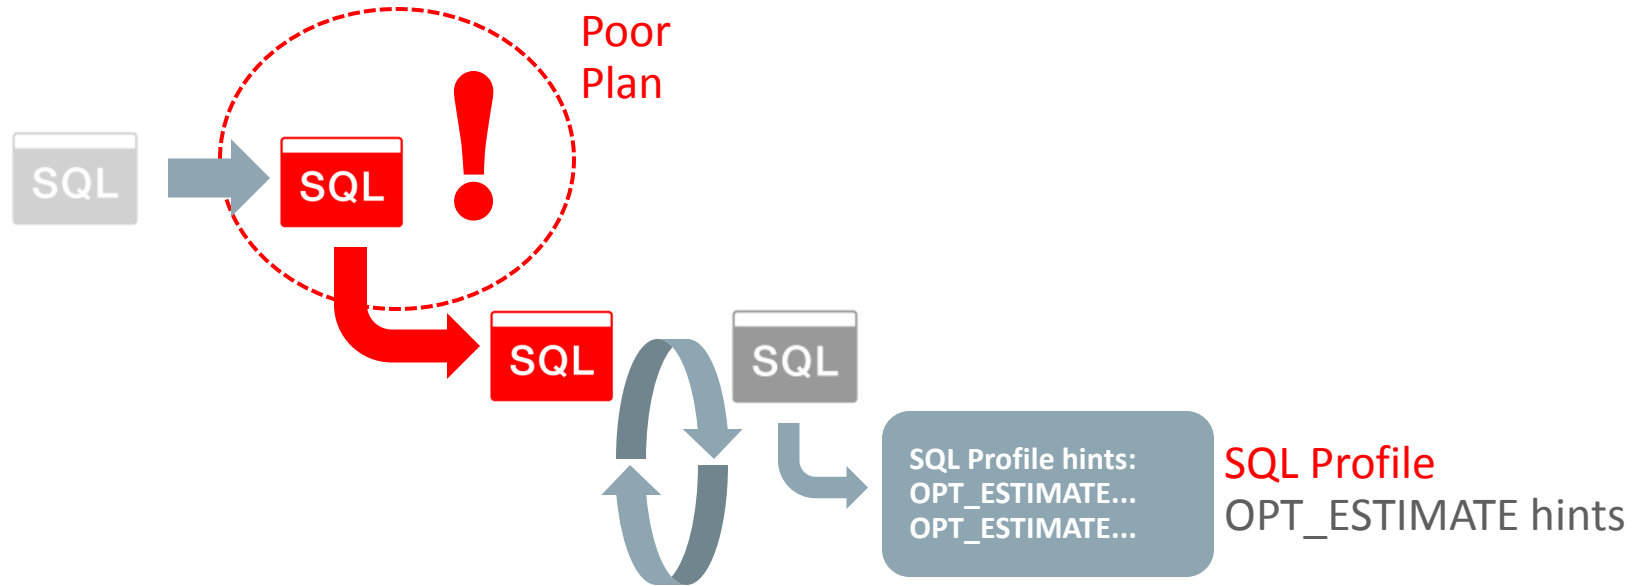 Poor
Plan
SQL
SQL
SQL
SQL
SQL Profile hints:
OPT_ESTIMATE...
OPT_ESTIMATE...
SQL Profile
OPT_ESTIMATE hints